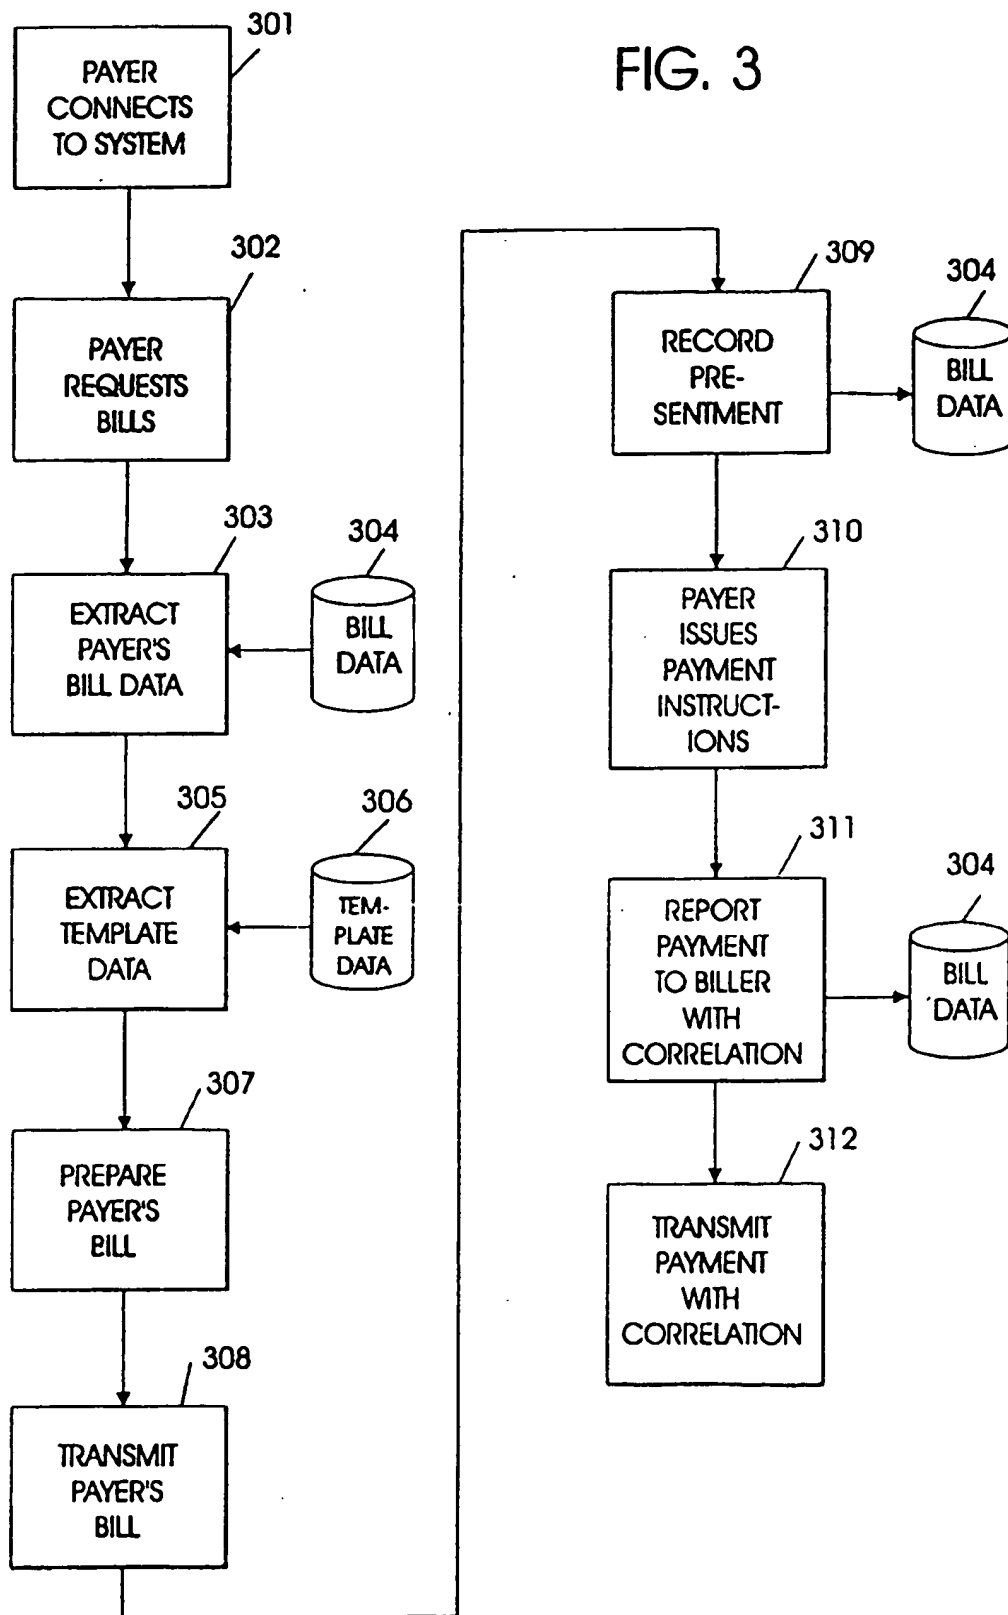 FIG. 3
301
PAYER
CONNECTS
TO SYSTEM
302
PAYER
REQUESTS
BILLS
303
EXTRACT
PAYER'S
BILL DATA
304
BILL
DATA
305
EXTRACT
TEMPLATE
DATA
306
TEM-
PLATE
DATA
307
PREPARE
PAYER'S
BILL
308
TRANSMIT
PAYER'S
BILL
309
RECORD
PRE-
SENTMENT
304
BILL
DATA
310
PAYER
ISSUES
PAYMENT
INSTRUCT-
IONS
311
REPORT
PAYMENT
TO BILLER
WITH
CORRELATION
304
BILL
DATA
312
TRANSMIT
PAYMENT
WITH
CORRELATION